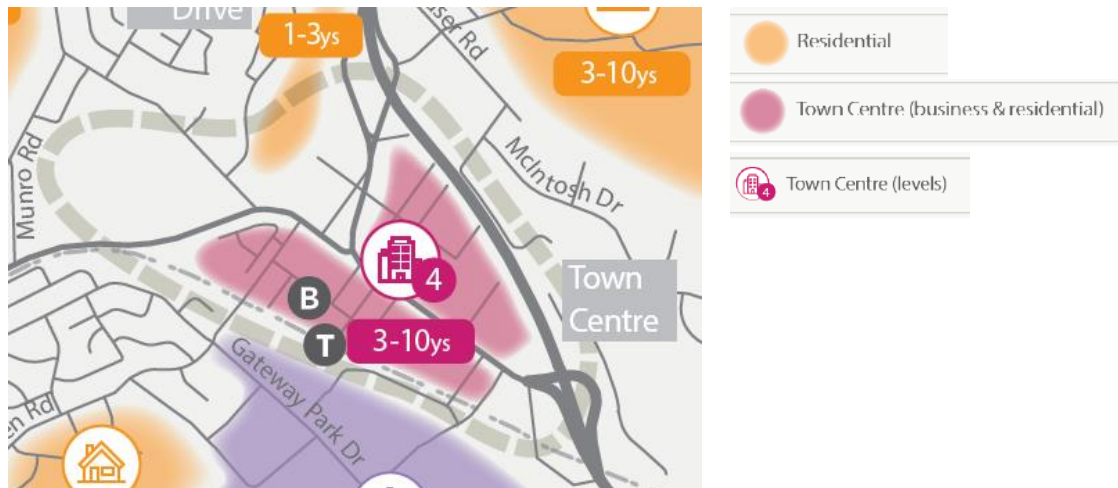 Drive
1-3ys
3-10ys
Munro Rd
McIntosh Dr
4
Town
Centre
B
T
3-10ys
Gateway Park Dr
Rd
Residential
Town Centre (business & residential)
4
Town Centre (levels)